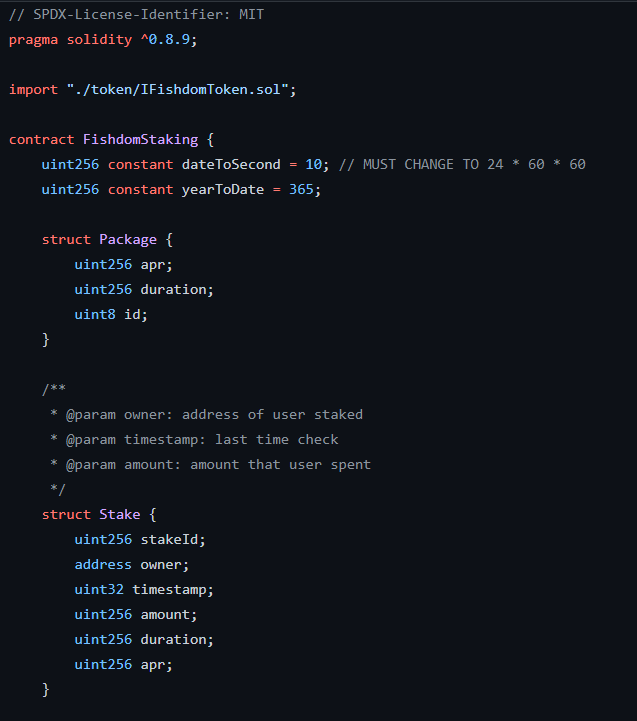 // SPDX-License-Identifier: MIT
pragma solidity ^0.8.9;
import "./token/IFishdomToken.sol";
contract FishdomStaking {
uint256 constant dateToSecond = 10; // MUST CHANGE TO 24 * 60 * 60
uint256 constant yearToDate = 365;
struct Package {
uint256 apr;
uint256 duration;
uint8 id;
}
/**
* @param owner: address of user staked
* @param timestamp: last time check
* @param amount: amount that user spent
*/
struct Stake {
uint256 stakeId;
address owner;
uint32 timestamp;
uint256 amount;
uint256 duration;
uint256 apr;
}